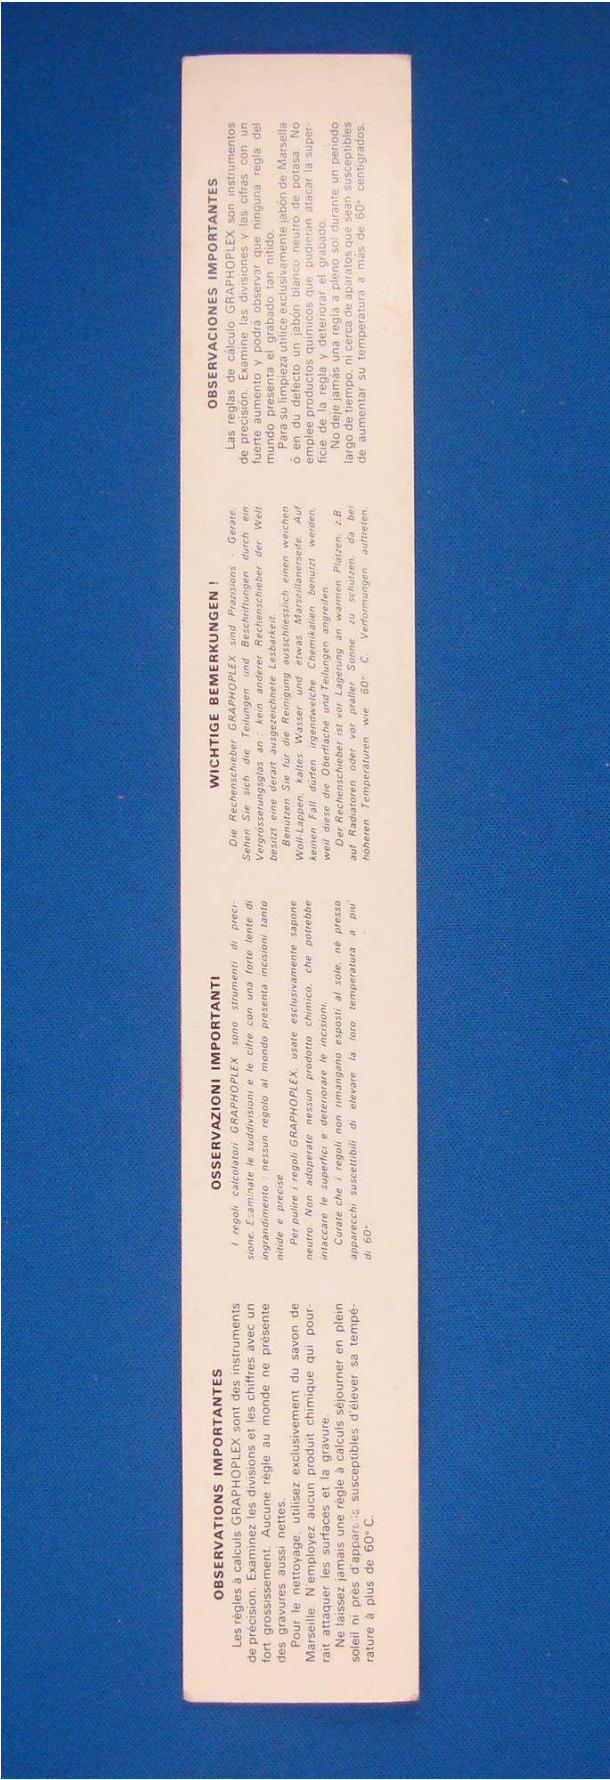 OBSERVATIONS IMPORTANTES
Les règles à calculs GRAPHOPLEX sont des instruments
de précision. Examinez les divisions et les chiffres avec un
fort grossissement. Aucune règle au monde ne présente
des gravures aussi nettes.
Pour le nettoyage, utilisez exclusivement du savon de
Marseille. N'employez aucun produit chimique qui pour-
rait attaquer les surfaces et la gravure.
Ne laissez jamais une règle à calculs séjourner en plein
soleil ni près d'appareils susceptibles d'élever sa tempé-
rature à plus de 60° C.
OSSERVAZIONI IMPORTANTI
I regoli calcolatori GRAPHOPLEX sono strumenti di preci-
sione. Esaminate le suddivisioni e le cifre con una forte lente di
ingrandimento : nessun regolo al mondo presenta incisioni tanto
nitide e precise.
Per pulire i regoli GRAPHOPLEX, usate esclusivamente sapone
neutro. Non adoperate nessun prodotto chimico, che potrebbe
intaccare le superfici e deteriorare le incisioni.
Curate che i regoli non rimangano esposti al sole, nè presso
apparecchi suscettibili di elevare la loro temperatura a piu'
di 60°.
WICHTIGE BEMERKUNGEN !
Die Rechenschieber GRAPHOPLEX sind Präzisions - Geräte.
Sehen Sie sich die Teilungen und Beschriftungen durch ein
Vergrösserungsglas an : kein anderer Rechenschieber der Welt
besitzt eine derart ausgezeichnete Lesbarkeit.
Benützen Sie für die Reinigung ausschliesslich einen weichen
Woll-Lappen, kaltes Wasser und etwas Marseillanerseife. Auf
keinen Fall dürfen irgendwelche Chemikalien benutzt werden,
weil diese die Oberfläche und Teilungen angreifen.
Der Rechenschieber ist vor Lagerung an warmen Plätzen, z.B.
auf Radiatoren oder vor praller Sonne, zu schützen, da bei
höheren Temperaturen wie 60° C. Verformungen auftreten.
OBSERVACIONES IMPORTANTES
Las reglas de cálculo GRAPHOPLEX son instrumentos
de precisión. Examine las divisiones y las cifras con un
fuerte aumento y podrá observar que ninguna regla del
mundo presenta el grabado tan nítido.
Para su limpieza utilice exclusivamente jabón de Marsella
ó en du defecto un jabón blanco neutro de potasa. No
emplee productos químicos que pudieran atacar la super-
ficie de la regla y deteriorar el grabado.
No deje jamás una regla a pleno sol durante un período
largo de tiempo, ni cerca de aparatos que sean susceptibles
de aumentar su temperatura a más de 60° centígrados.